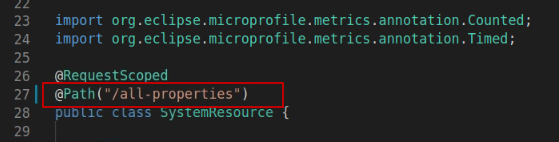 22
23 import org.eclipse.microprofile.metrics.annotation.Counted;
24 import org.eclipse.microprofile.metrics.annotation.Timed;
25
26 @RequestScoped
27 @Path("/all-properties")
28 public class SystemResource {
29